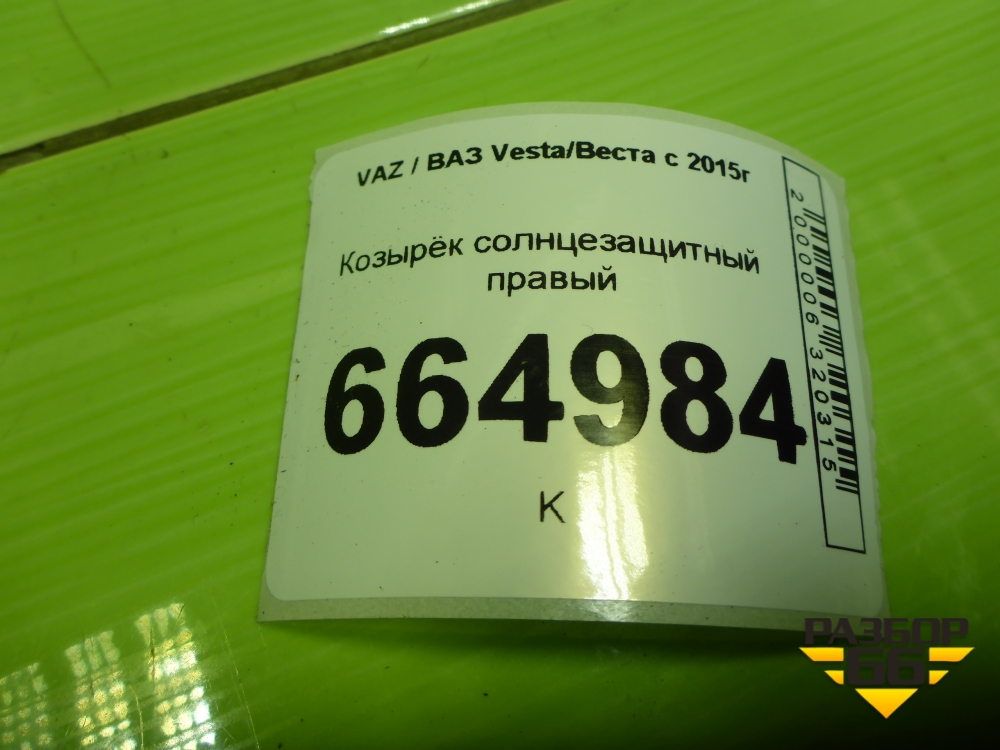 VAZ / ВАЗ Vesta/Веста с 2015г
Козырёк солнцезащитный
правый
664984
К
2000006320315
РАЗБОР
66